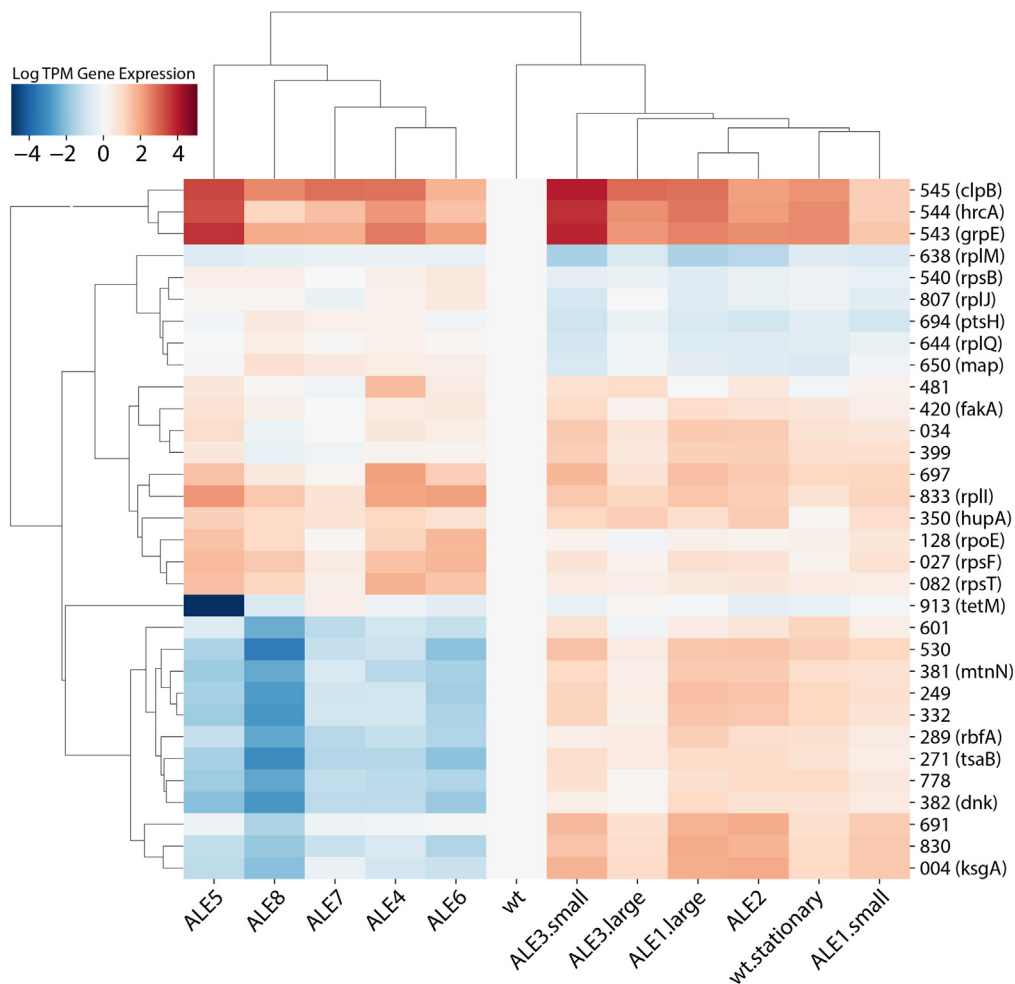 Log TPM Gene Expression
−4 −2 0 2 4
545 (clpB)
544 (hrcA)
543 (grpE)
638 (rplM)
540 (rpsB)
807 (rplJ)
694 (ptsH)
644 (rplQ)
650 (map)
481
420 (fakA)
034
399
697
833 (rplI)
350 (hupA)
128 (rpoE)
027 (rpsF)
082 (rpsT)
913 (tetM)
601
530
381 (mtnN)
249
332
289 (rbfA)
271 (tsaB)
778
382 (dnk)
691
830
004 (ksgA)
ALE5 ALE8 ALE7 ALE4 ALE6 wt ALE3.small ALE3.large ALE1.large ALE2 wt.stationary ALE1.small